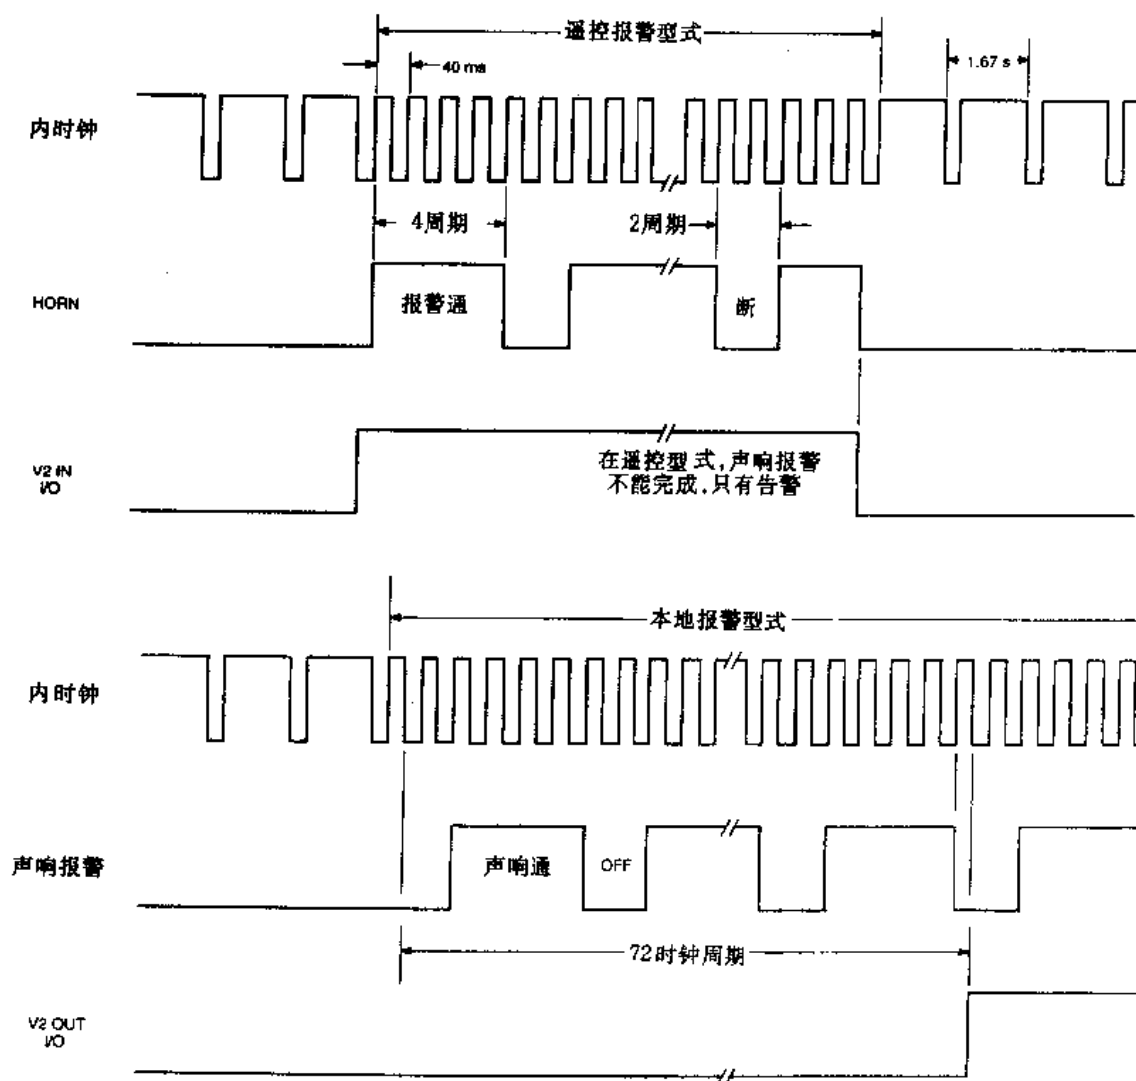 遥控报警型式
40 ms
1.67 s
内时钟
4周期
2周期
HORN
报警通
断
V2 IN
I/O
在遥控型式,声响报警
不能完成,只有告警
本地报警型式
内时钟
声响报警
声响通
OFF
72时钟周期
V2 OUT
I/O